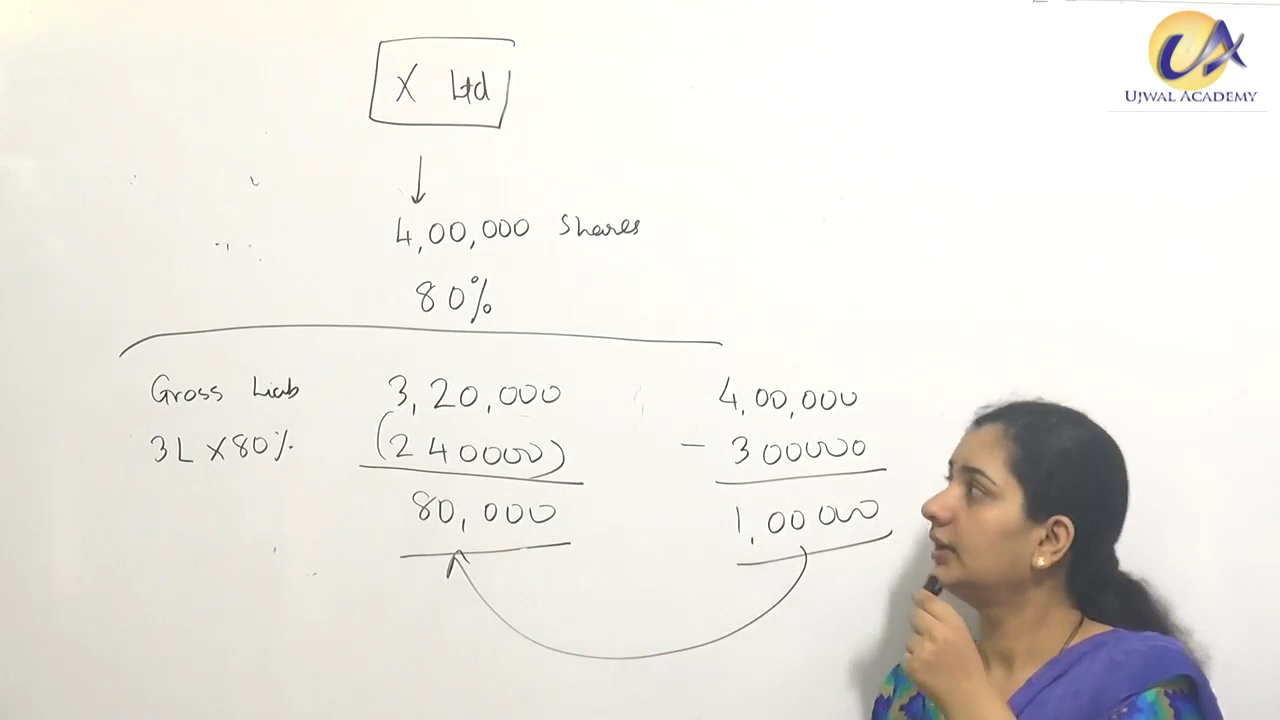 UJWAL ACADEMY
X Ltd
4,00,000 Shares
80%
Gross Liab 3,20,000 4,00,000
3L X 80% (240000) - 300000
80,000 1,00000